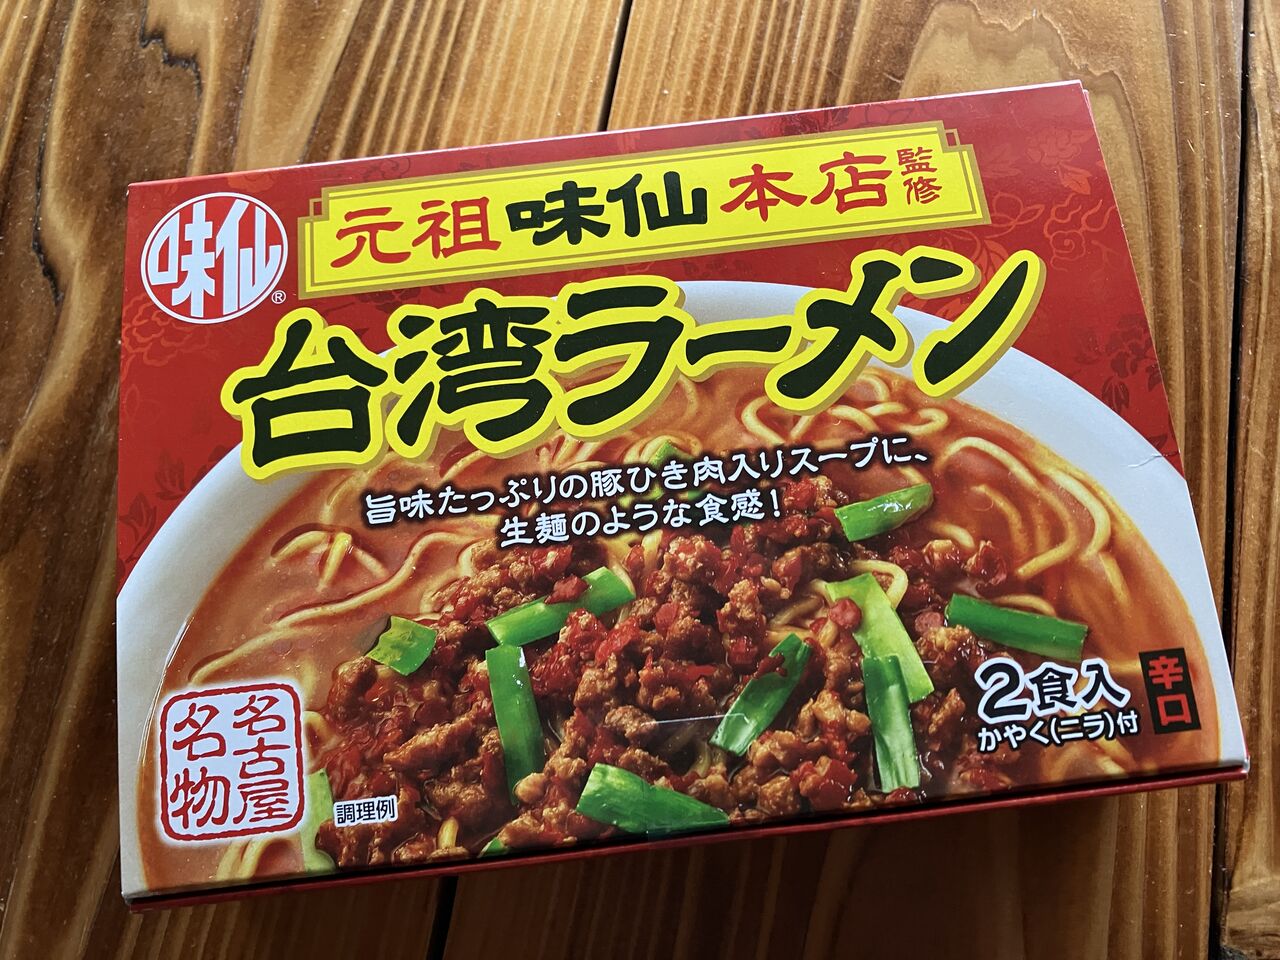 味仙®
元祖味仙本店監修
台湾ラーメン
旨味たっぷりの豚ひき肉入りスープに、
生麺のような食感！
2食入
かやく(ニラ)付
辛口
名古屋
名物
調理例